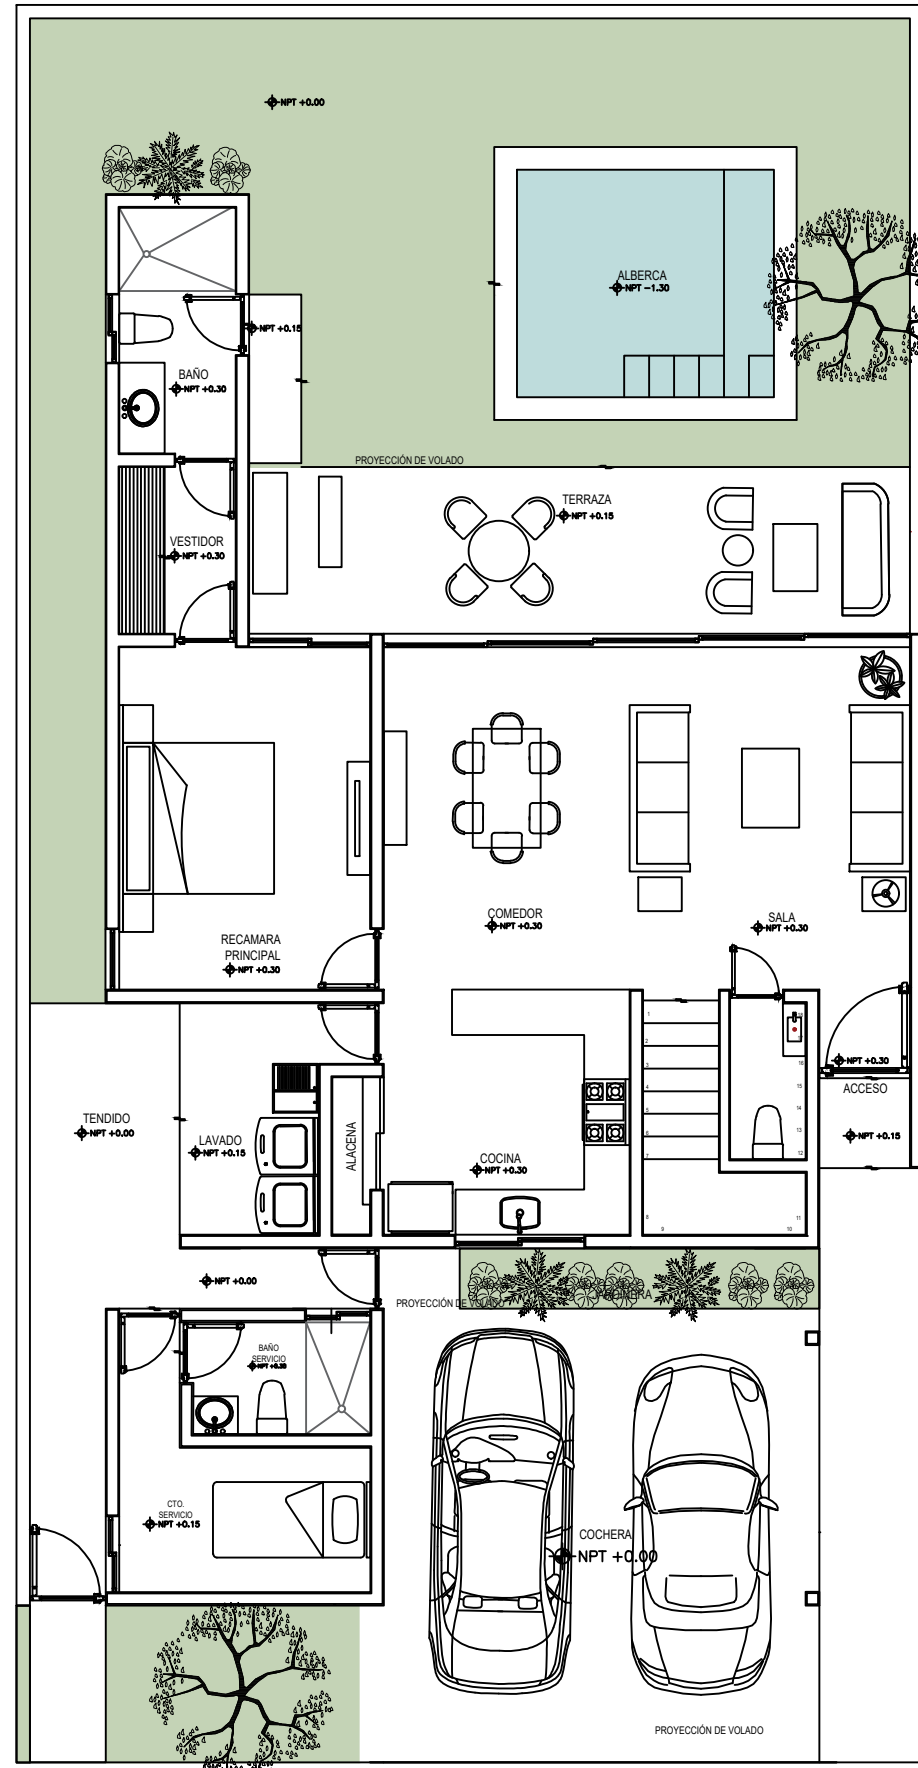 NPT +0.00
ALBERCA
NPT -1.30
NPT +0.15
BAÑO
NPT +0.30
PROYECCIÓN DE VOLADO
TERRAZA
NPT +0.15
VESTIDOR
NPT +0.30
COMEDOR
NPT +0.30
SALA
NPT +0.30
RECAMARA
PRINCIPAL
NPT +0.30
1
2
3
4
5
6
7
8
9
10
11
12
13
14
15
16
NPT +0.30
ACCESO
NPT +0.15
TENDIDO
NPT +0.00
LAVADO
NPT +0.15
ALACENA
COCINA
NPT +0.30
NPT +0.00
PROYECCIÓN DE VOLADO
BAÑO
SERVICIO
CTO.
SERVICIO
NPT +0.15
COCHERA
NPT +0.00
PROYECCIÓN DE VOLADO